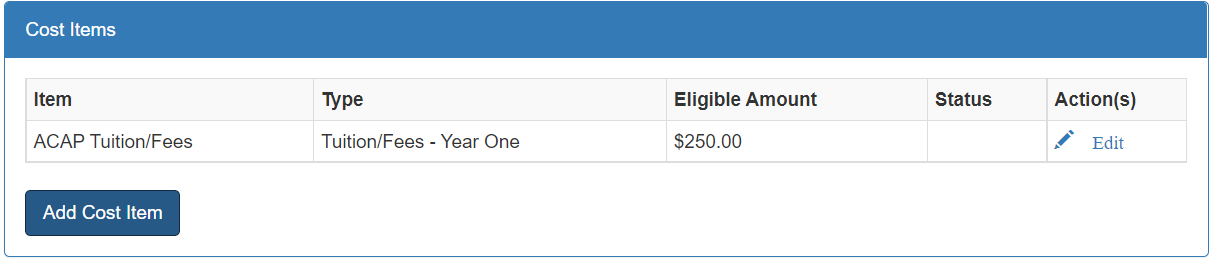 Cost Items
Item Type Eligible Amount Status Action(s)
ACAP Tuition/Fees Tuition/Fees - Year One $250.00 Edit
Add Cost Item